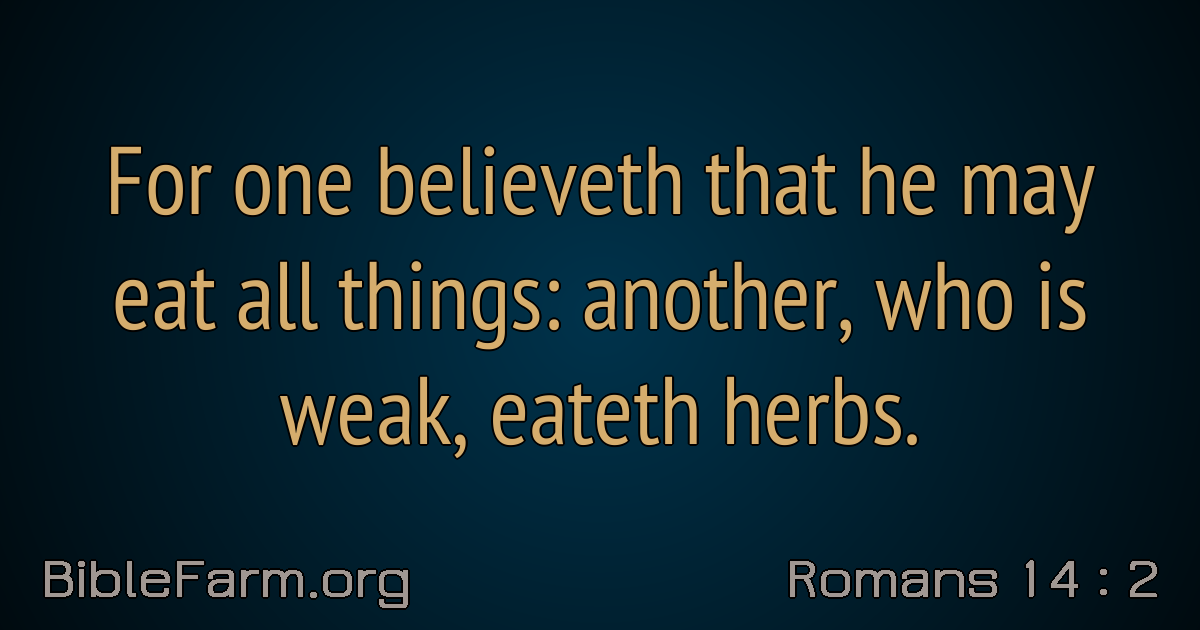 For one believeth that he may
eat all things: another, who is
weak, eateth herbs.
BibleFarm.org
Romans 14 : 2